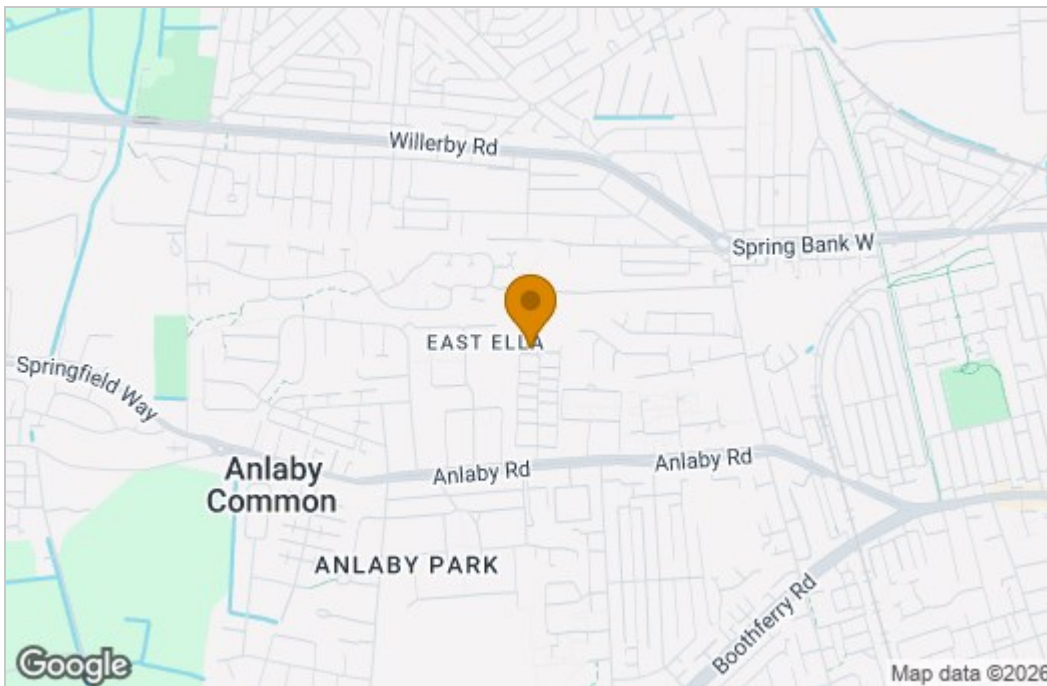 Willerby Rd
Spring Bank W
EAST ELLA
Springfield Way
Anlaby
Common
Anlaby Rd
Anlaby Rd
ANLABY PARK
Boothferry Rd
Google
Map data ©2026